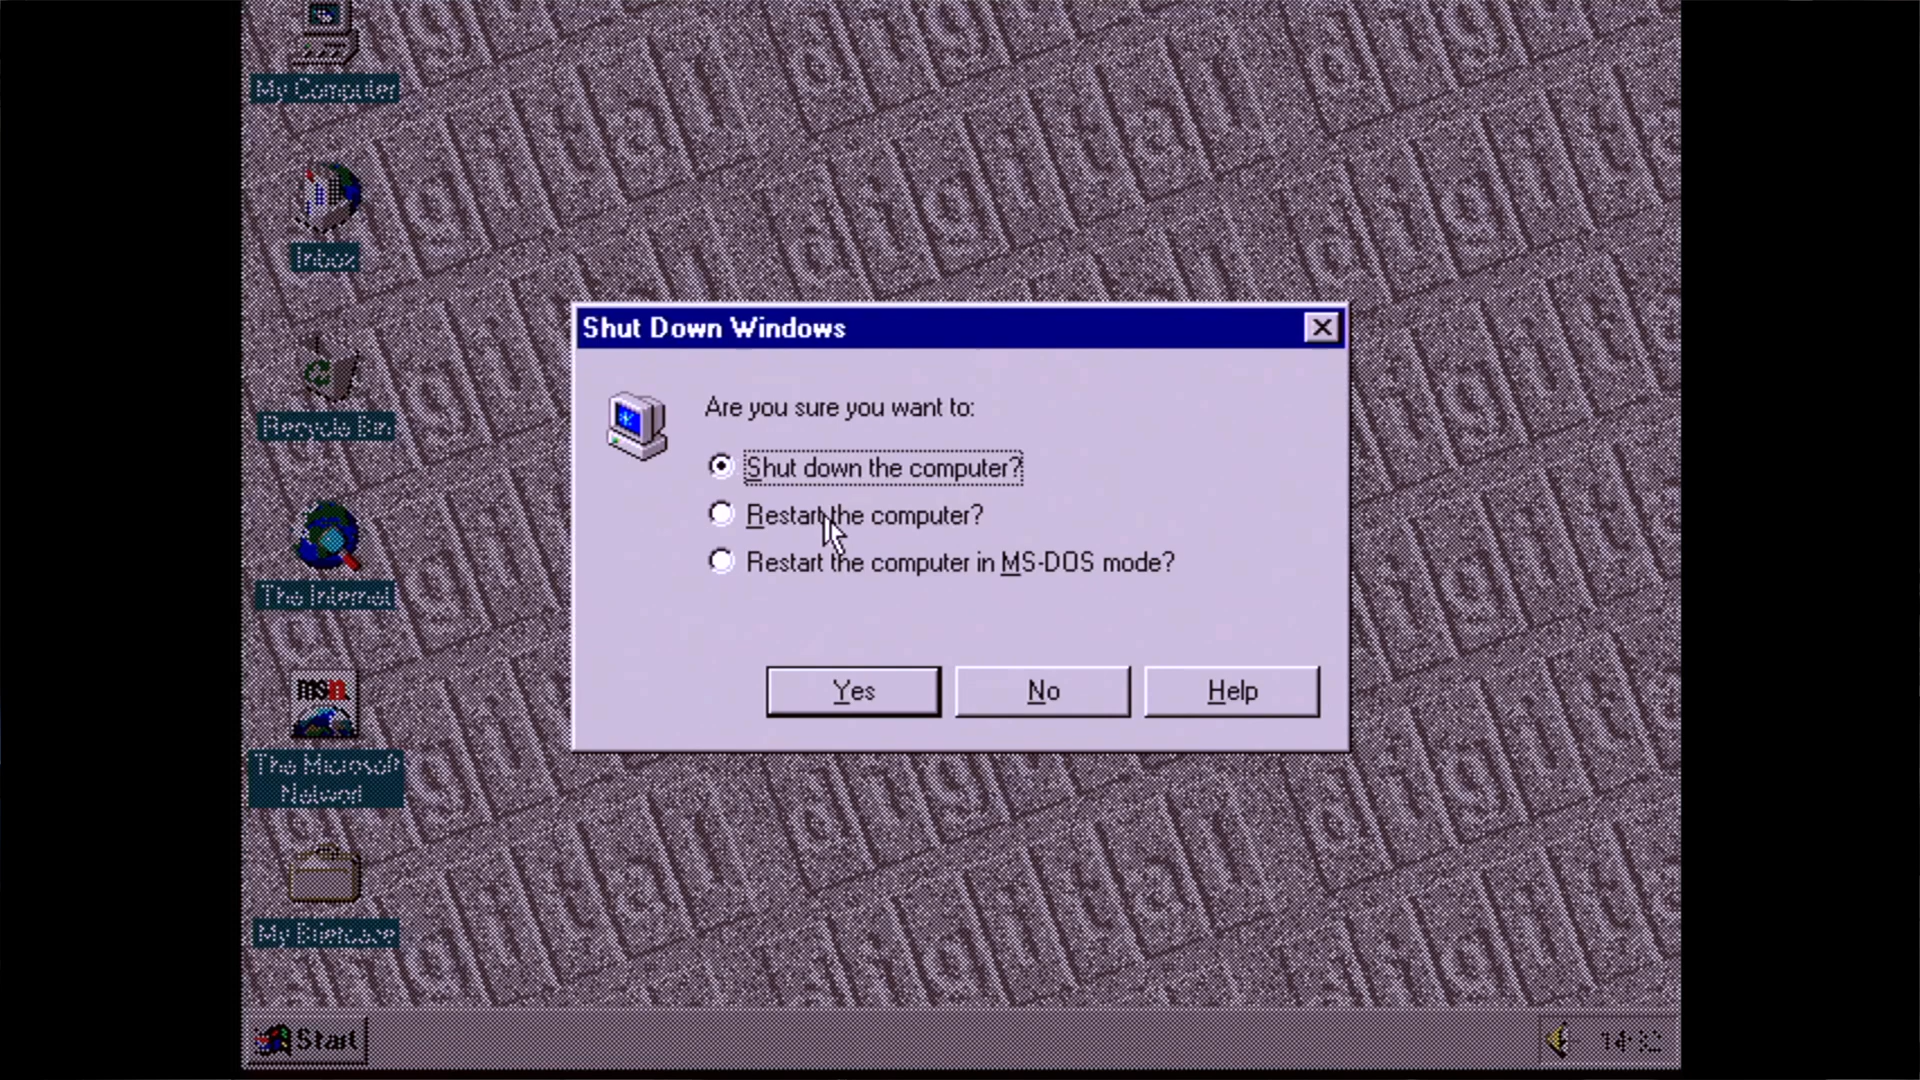 My Computer
Inbox
Recycle Bin
The Internet
msn
The Microsoft
Network
My Briefcase
Shut Down Windows
Are you sure you want to:
Shut down the computer?
Restart the computer?
Restart the computer in MS-DOS mode?
Yes
No
Help
digital
Start